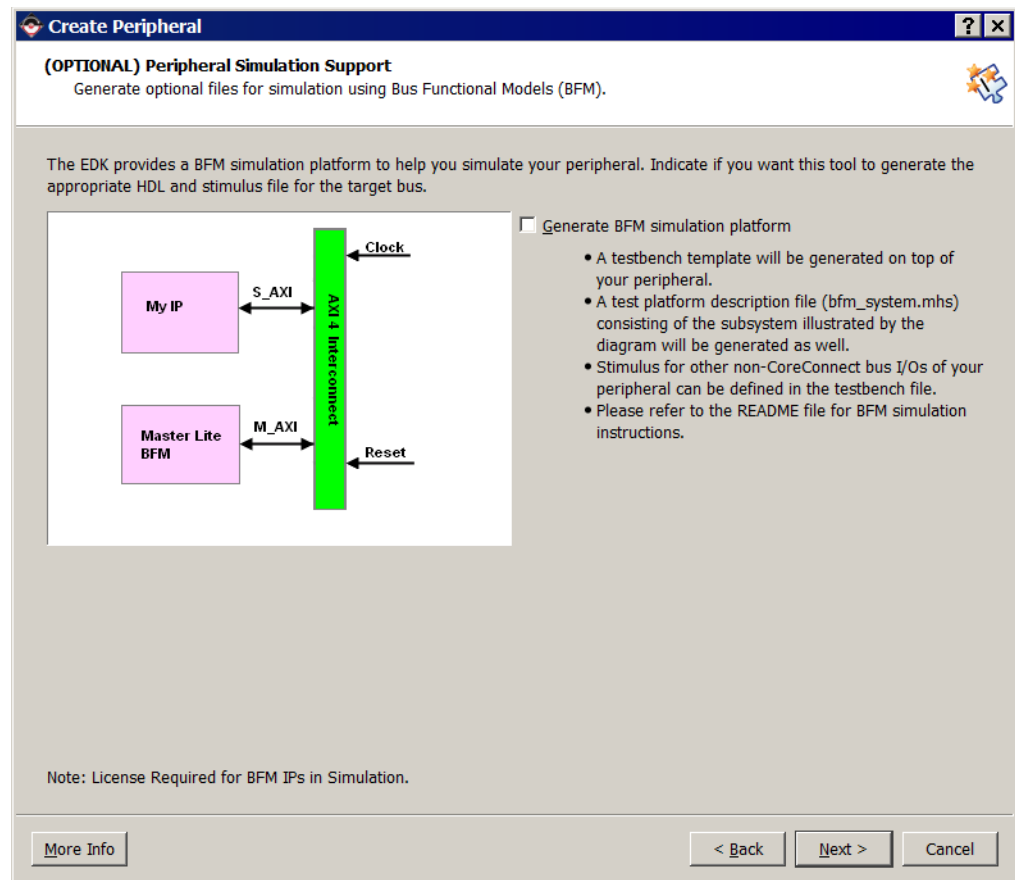 Create Peripheral
(OPTIONAL) Peripheral Simulation Support
Generate optional files for simulation using Bus Functional Models (BFM).
The EDK provides a BFM simulation platform to help you simulate your peripheral. Indicate if you want this tool to generate the
appropriate HDL and stimulus file for the target bus.
Clock
My IP
S_AXI
AXI 4 Interconnect
Master Lite
BFM
M_AXI
Reset
Generate BFM simulation platform
• A testbench template will be generated on top of
your peripheral.
• A test platform description file (bfm_system.mhs)
consisting of the subsystem illustrated by the
diagram will be generated as well.
• Stimulus for other non-CoreConnect bus I/Os of your
peripheral can be defined in the testbench file.
• Please refer to the README file for BFM simulation
instructions.
Note: License Required for BFM IPs in Simulation.
More Info
< Back
Next >
Cancel